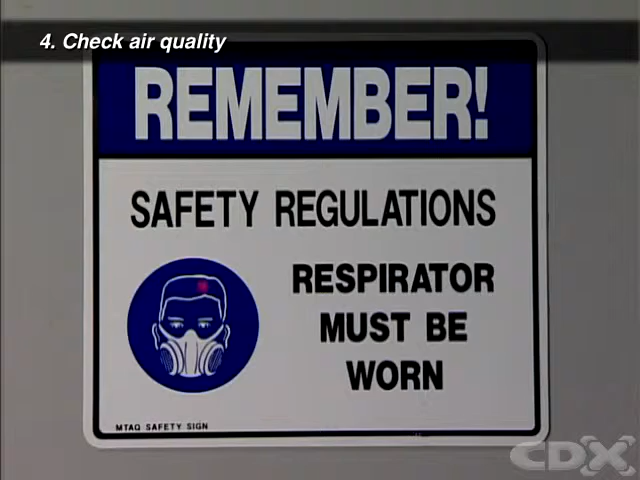 4. Check air quality
REMEMBER!
SAFETY REGULATIONS
RESPIRATOR
MUST BE
WORN
MTAQ SAFETY SIGN
CDX